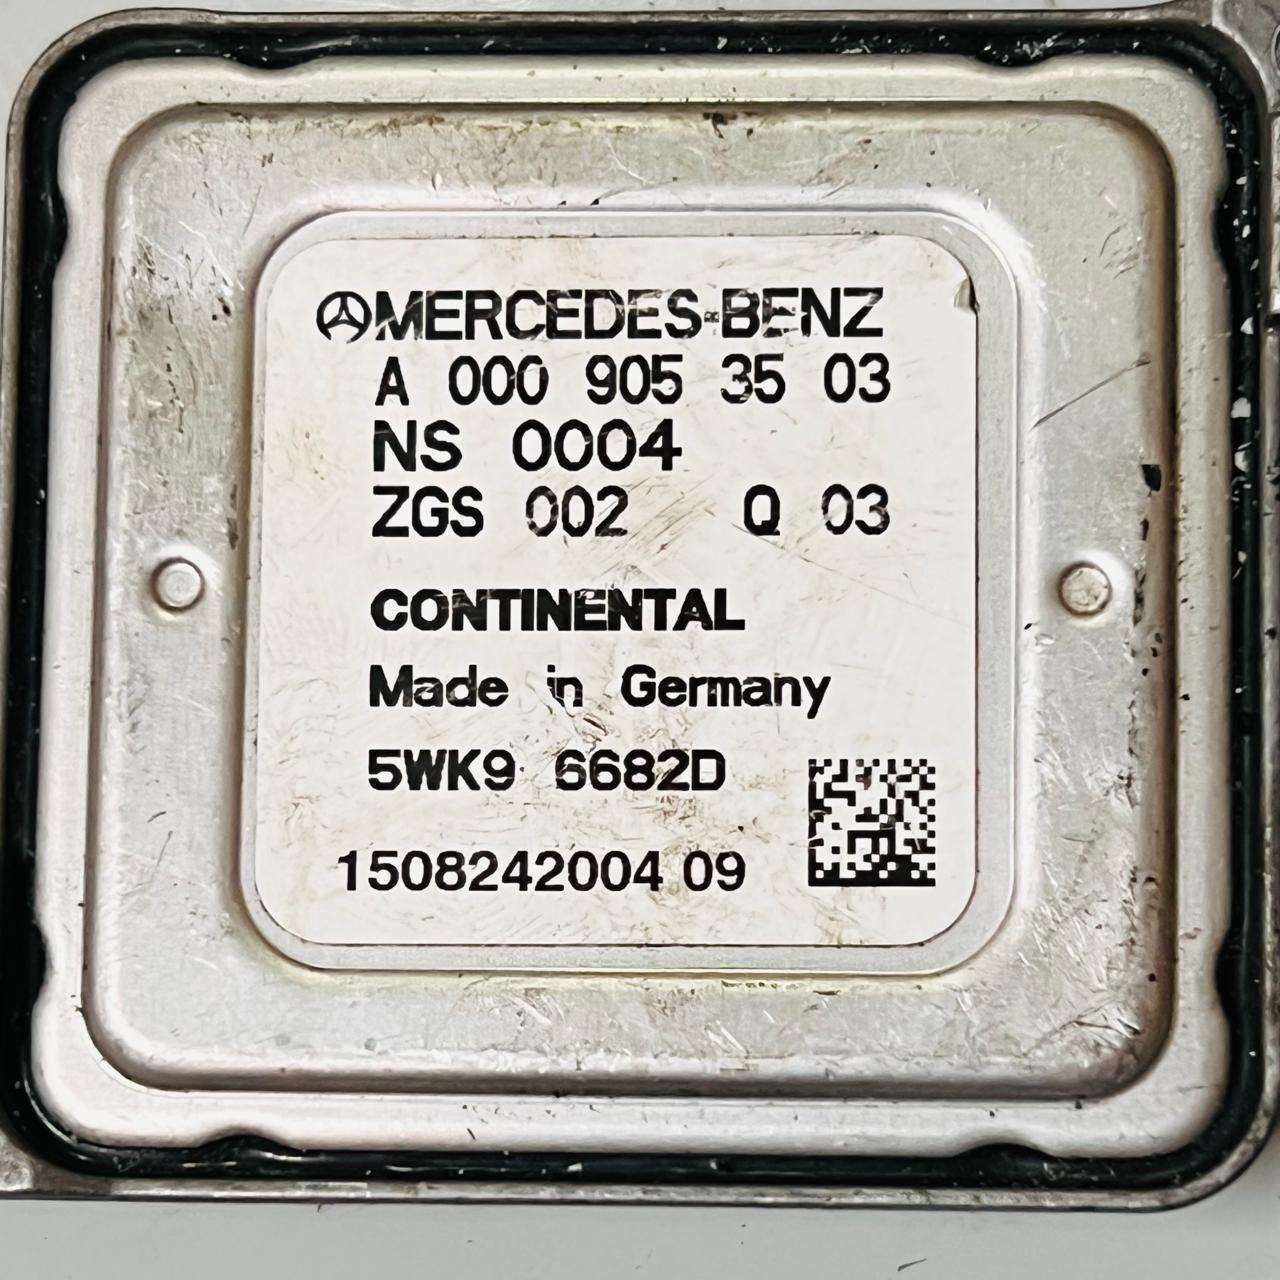 MERCEDES-BENZ
A 000 905 35 03
NS 0004
ZGS 002 Q 03
CONTINENTAL
Made in Germany
5WK9 6682D
1508242004 09